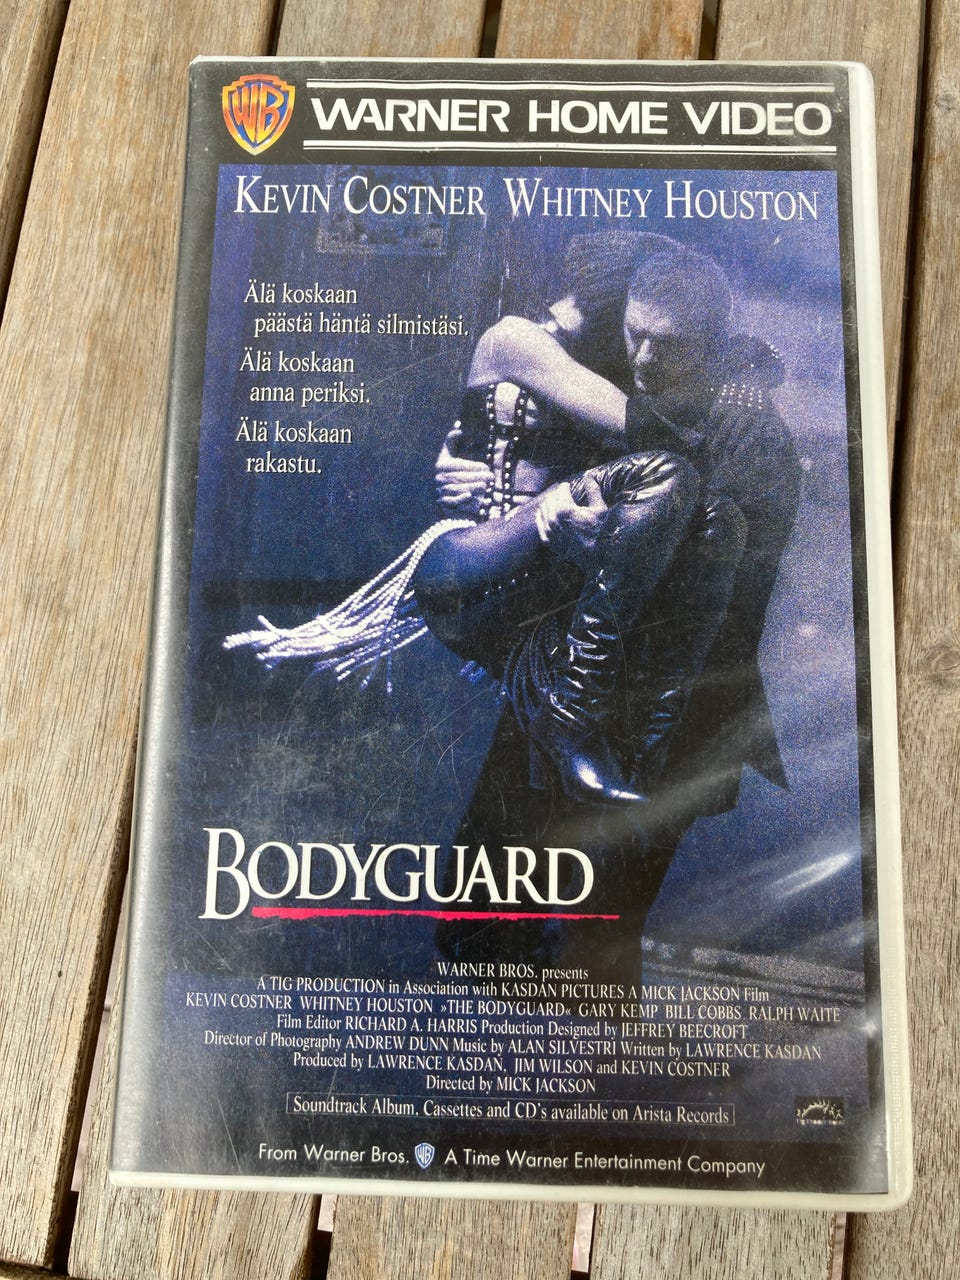 WB WARNER HOME VIDEO
KEVIN COSTNER WHITNEY HOUSTON
Älä koskaan
päästä häntä silmistäsi.
Älä koskaan
anna periksi.
Älä koskaan
rakastu.
BODYGUARD
WARNER BROS. presents
A TIG PRODUCTION in Association with KASDAN PICTURES A MICK JACKSON Film
KEVIN COSTNER WHITNEY HOUSTON »THE BODYGUARD« GARY KEMP BILL COBBS RALPH WAITE
Film Editor RICHARD A. HARRIS Production Designed by JEFFREY BEECROFT
Director of Photography ANDREW DUNN Music by ALAN SILVESTRI Written by LAWRENCE KASDAN
Produced by LAWRENCE KASDAN, JIM WILSON and KEVIN COSTNER
Directed by MICK JACKSON
Soundtrack Album, Cassettes and CD's available on Arista Records
From Warner Bros. WB A Time Warner Entertainment Company